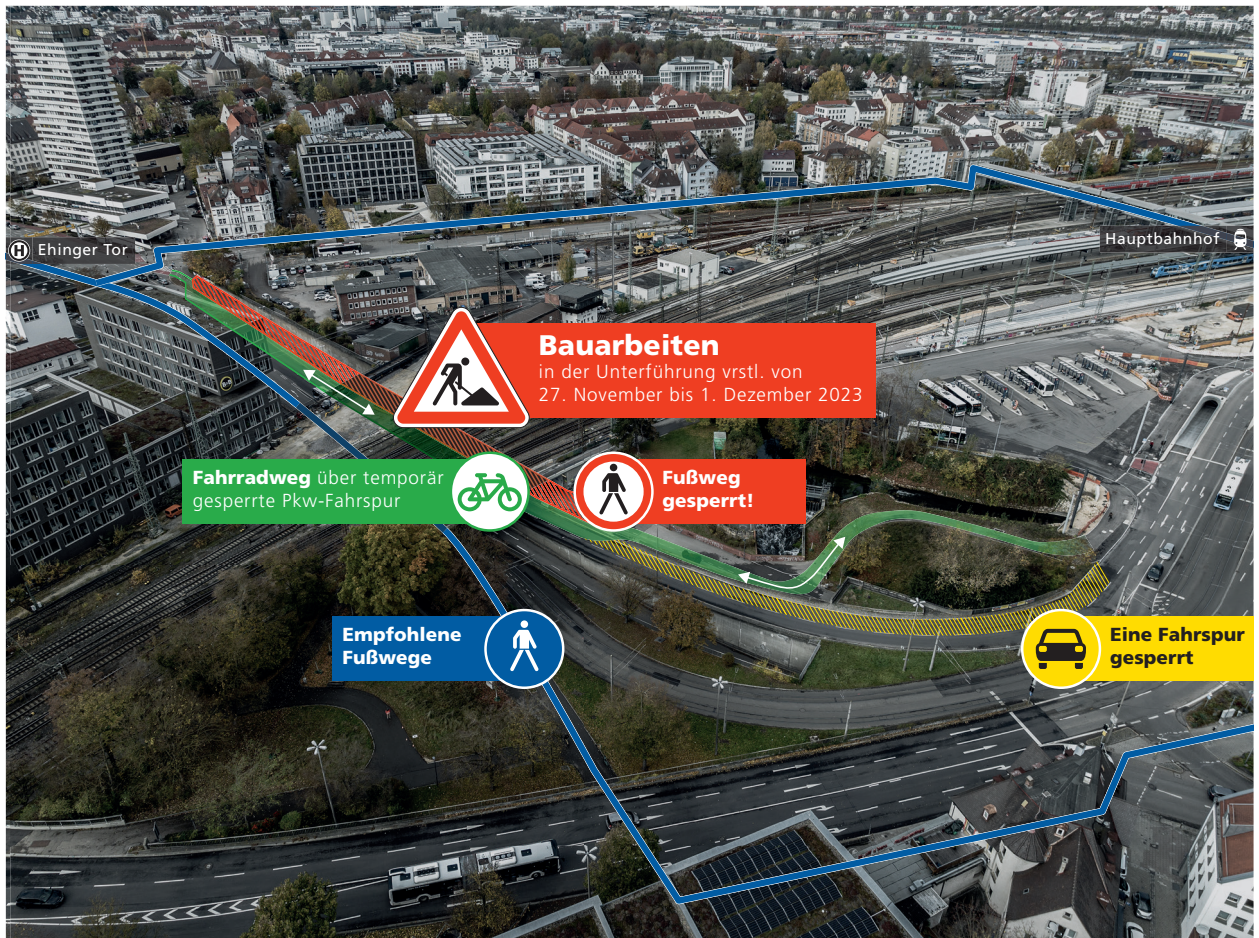 Ehinger Tor
Hauptbahnhof
Bauarbeiten
in der Unterführung vrstl. von
27. November bis 1. Dezember 2023
Fahrradweg über temporär
gesperrte Pkw-Fahrspur
Fußweg
gesperrt!
Empfohlene
Fußwege
Eine Fahrspur
gesperrt